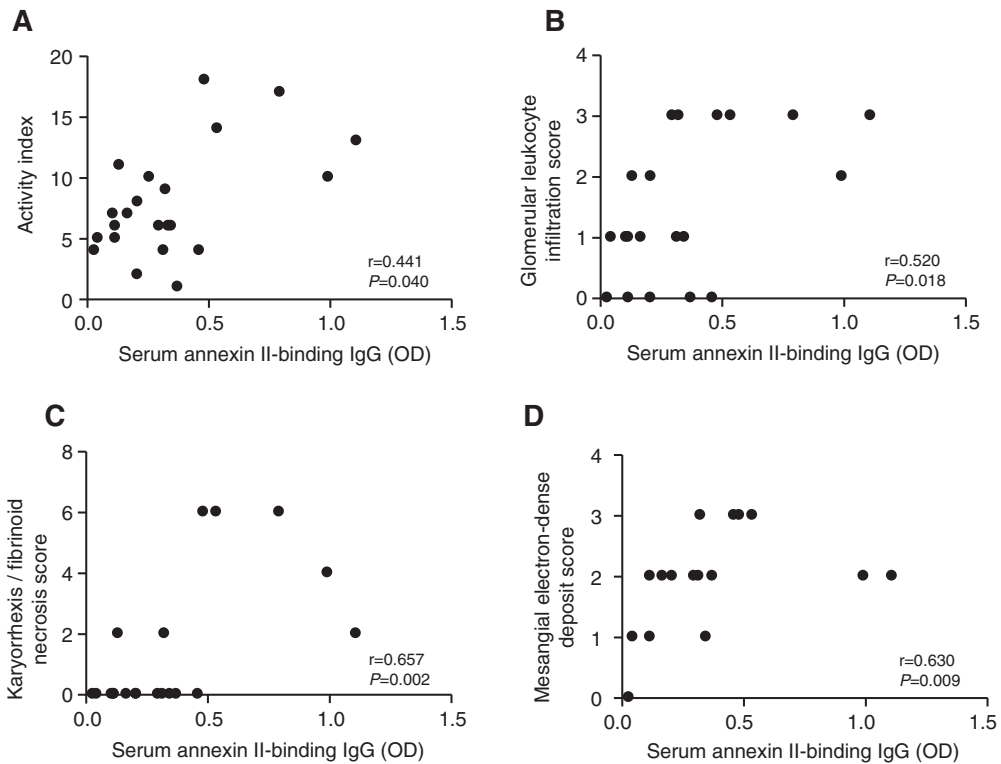 A
20
15
10
5
0
Activity index
r=0.441
P=0.040
0.0 0.5 1.0 1.5
Serum annexin II-binding IgG (OD)
B
4
3
2
1
0
Glomerular leukocyte
infiltration score
r=0.520
P=0.018
0.0 0.5 1.0 1.5
Serum annexin II-binding IgG (OD)
C
8
6
4
2
0
Karyorrhexis / fibrinoid
necrosis score
r=0.657
P=0.002
0.0 0.5 1.0 1.5
Serum annexin II-binding IgG (OD)
D
4
3
2
1
0
Mesangial electron-dense
deposit score
r=0.630
P=0.009
0.0 0.5 1.0 1.5
Serum annexin II-binding IgG (OD)